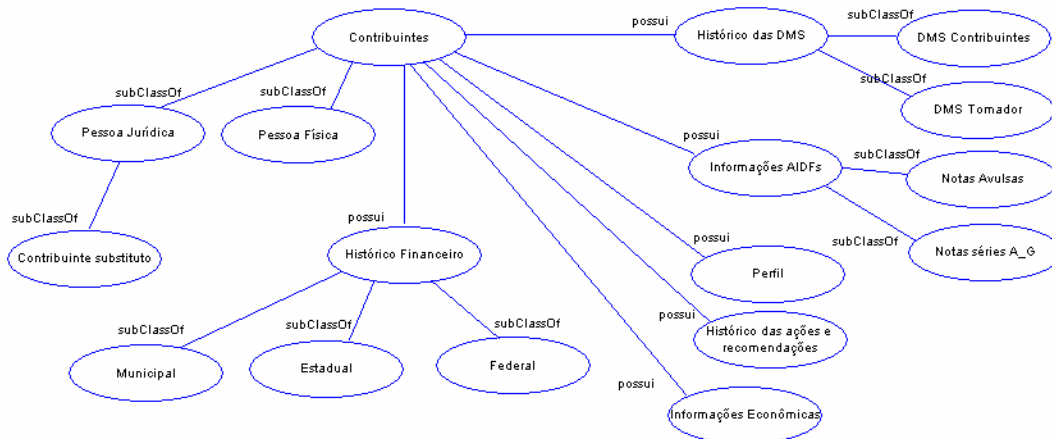 possui
subClassOf
Contribuintes
Histórico das DMS
DMS Contribuintes
subClassOf
subClassOf
subClassOf
DMS Tomador
Pessoa Jurídica
Pessoa Física
possui
subClassOf
Informações AIDFs
Notas Avulsas
subClassOf
possui
subClassOf
Contribuinte substituto
Histórico Financeiro
possui
Notas séries A_G
Perfil
possui
Histórico das ações e
recomendações
subClassOf
subClassOf
subClassOf
Municipal
Estadual
Federal
possui
Informações Econômicas